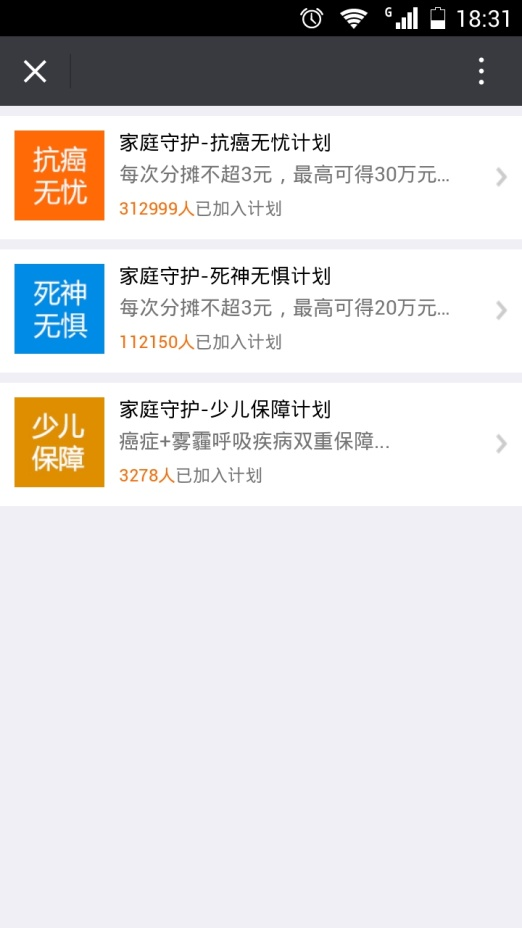 G 18:31
抗癌
无忧
家庭守护-抗癌无忧计划
每次分摊不超3元，最高可得30万元...
312999人已加入计划
死神
无惧
家庭守护-死神无惧计划
每次分摊不超3元，最高可得20万元...
112150人已加入计划
少儿
保障
家庭守护-少儿保障计划
癌症+雾霾呼吸疾病双重保障...
3278人已加入计划